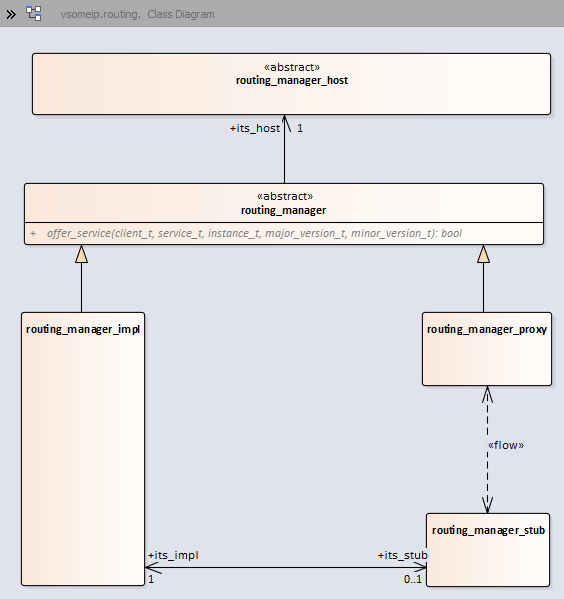 vsomeip.routing. Class Diagram
«abstract»
routing_manager_host
+its_host 1
«abstract»
routing_manager
+ offer_service(client_t, service_t, instance_t, major_version_t, minor_version_t): bool
routing_manager_impl
routing_manager_proxy
«flow»
routing_manager_stub
+its_impl
+its_stub
1
0..1